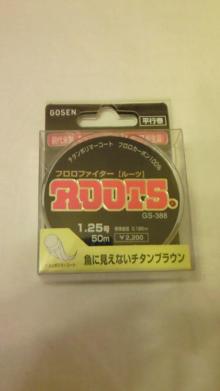 GOSEN
平行巻
チタンポリマーコート フロロカーボン100%
フロロファイター【ルーツ】
ROOTS.
GS-388
1.25号
50m
¥2,200
魚に見えないチタンブラウン